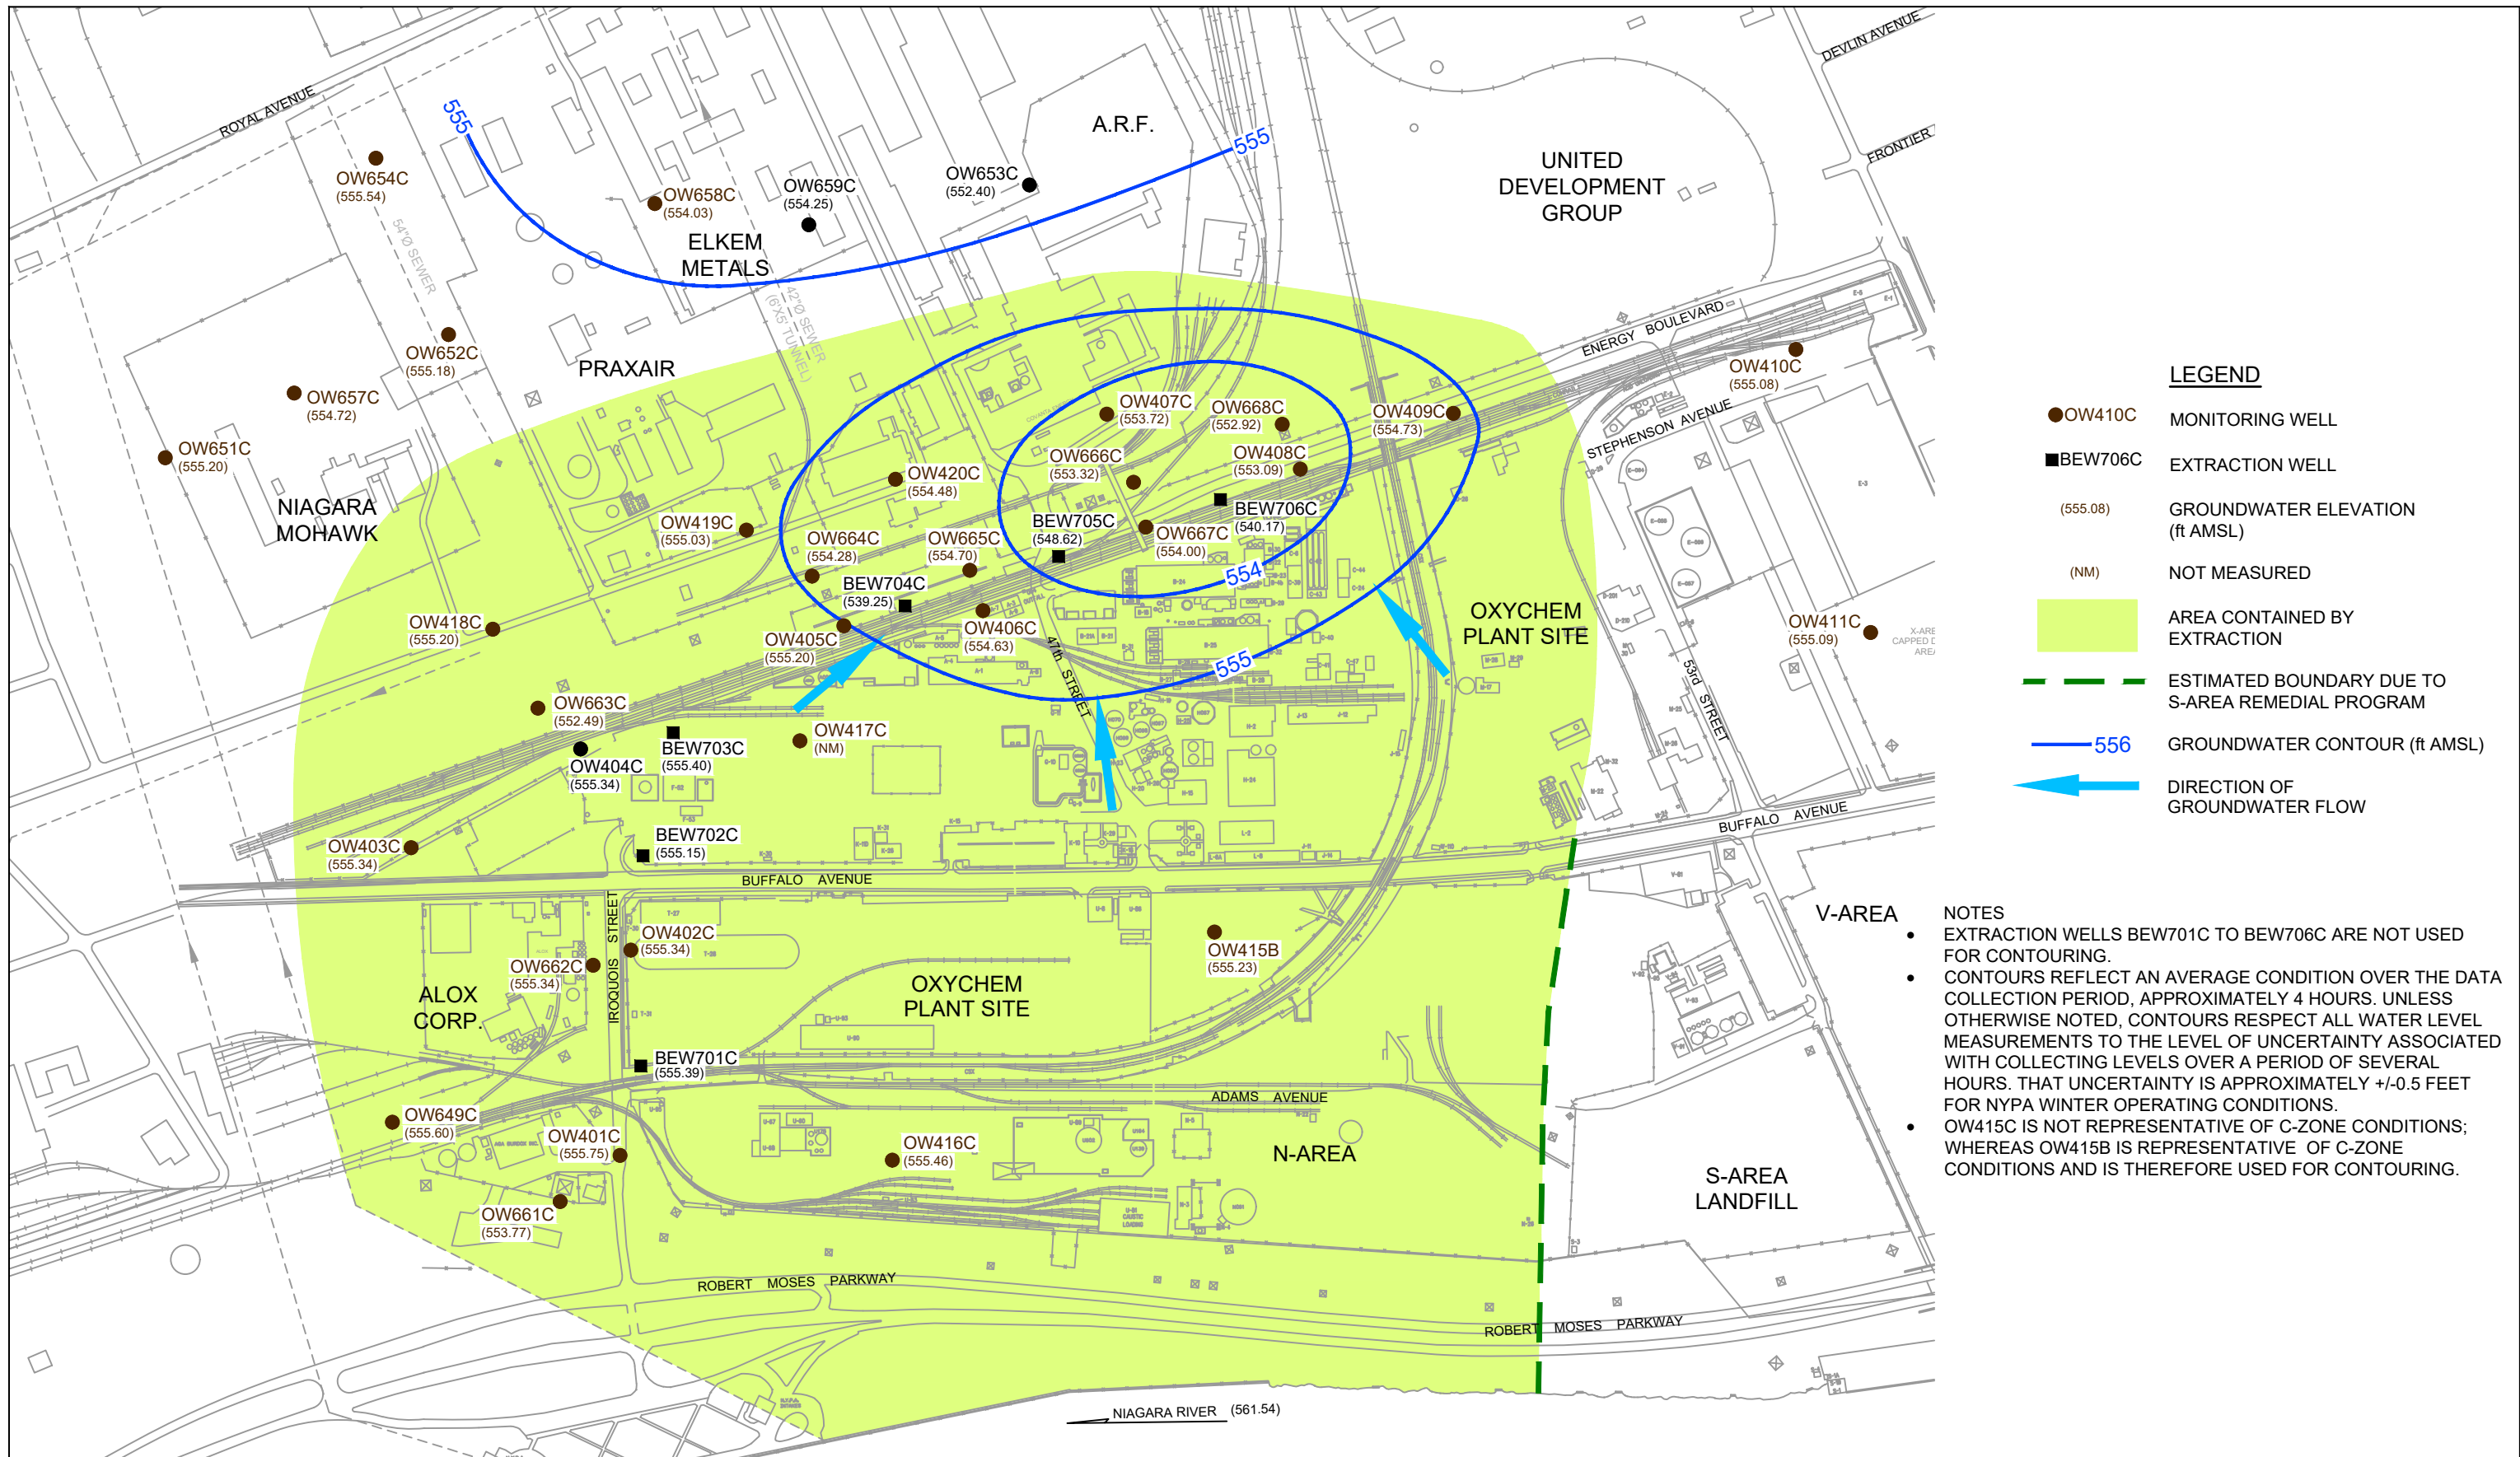 DEVLIN AVENUE
ROYAL AVENUE
555
A.R.F.
555
FRONTIER
OW654C
(555.54)
OW658C
(554.03)
OW659C
(554.25)
OW653C
(552.40)
UNITED
DEVELOPMENT
GROUP
54"Ø SEWER
ELKEM
METALS
42"Ø SEWER
(6'X5' TUNNEL)
ENERGY BOULEVARD
OW652C
(555.18)
PRAXAIR
OW410C
(555.08)
OW657C
(554.72)
OW407C
(553.72)
OW668C
(552.92)
OW409C
(554.73)
STEPHENSON AVENUE
OW651C
(555.20)
OW666C
(553.32)
OW408C
(553.09)
OW420C
(554.48)
NIAGARA
MOHAWK
OW419C
(555.03)
OW664C
(554.28)
OW665C
(554.70)
BEW705C
(548.62)
BEW706C
(540.17)
OW667C
(554.00)
554
BEW704C
(539.25)
OW418C
(555.20)
OW405C
(555.20)
OW406C
(554.63)
47th STREET
555
OXYCHEM
PLANT SITE
OW411C
(555.09)
X-ARE
CAPPED D
AREA
53rd STREET
OW663C
(552.49)
BEW703C
(555.40)
OW417C
(NM)
OW404C
(555.34)
OW403C
(555.34)
BEW702C
(555.15)
BUFFALO AVENUE
BUFFALO AVENUE
IROQUOIS STREET
OW402C
(555.34)
OW662C
(555.34)
ALOX
CORP.
OXYCHEM
PLANT SITE
OW415B
(555.23)
V-AREA
BEW701C
(555.39)
ADAMS AVENUE
OW649C
(555.60)
OW401C
(555.75)
OW416C
(555.46)
N-AREA
OW661C
(553.77)
U-91
CAUSTIC
LOADING
S-AREA
LANDFILL
ROBERT MOSES PARKWAY
ROBERT MOSES PARKWAY
NIAGARA RIVER (561.54)
LEGEND
OW410C MONITORING WELL
BEW706C EXTRACTION WELL
(555.08) GROUNDWATER ELEVATION
(ft AMSL)
(NM) NOT MEASURED
AREA CONTAINED BY
EXTRACTION
ESTIMATED BOUNDARY DUE TO
S-AREA REMEDIAL PROGRAM
556 GROUNDWATER CONTOUR (ft AMSL)
DIRECTION OF
GROUNDWATER FLOW
NOTES
• EXTRACTION WELLS BEW701C TO BEW706C ARE NOT USED
FOR CONTOURING.
• CONTOURS REFLECT AN AVERAGE CONDITION OVER THE DATA
COLLECTION PERIOD, APPROXIMATELY 4 HOURS. UNLESS
OTHERWISE NOTED, CONTOURS RESPECT ALL WATER LEVEL
MEASUREMENTS TO THE LEVEL OF UNCERTAINTY ASSOCIATED
WITH COLLECTING LEVELS OVER A PERIOD OF SEVERAL
HOURS. THAT UNCERTAINTY IS APPROXIMATELY +/-0.5 FEET
FOR NYPA WINTER OPERATING CONDITIONS.
• OW415C IS NOT REPRESENTATIVE OF C-ZONE CONDITIONS;
WHEREAS OW415B IS REPRESENTATIVE OF C-ZONE
CONDITIONS AND IS THEREFORE USED FOR CONTOURING.